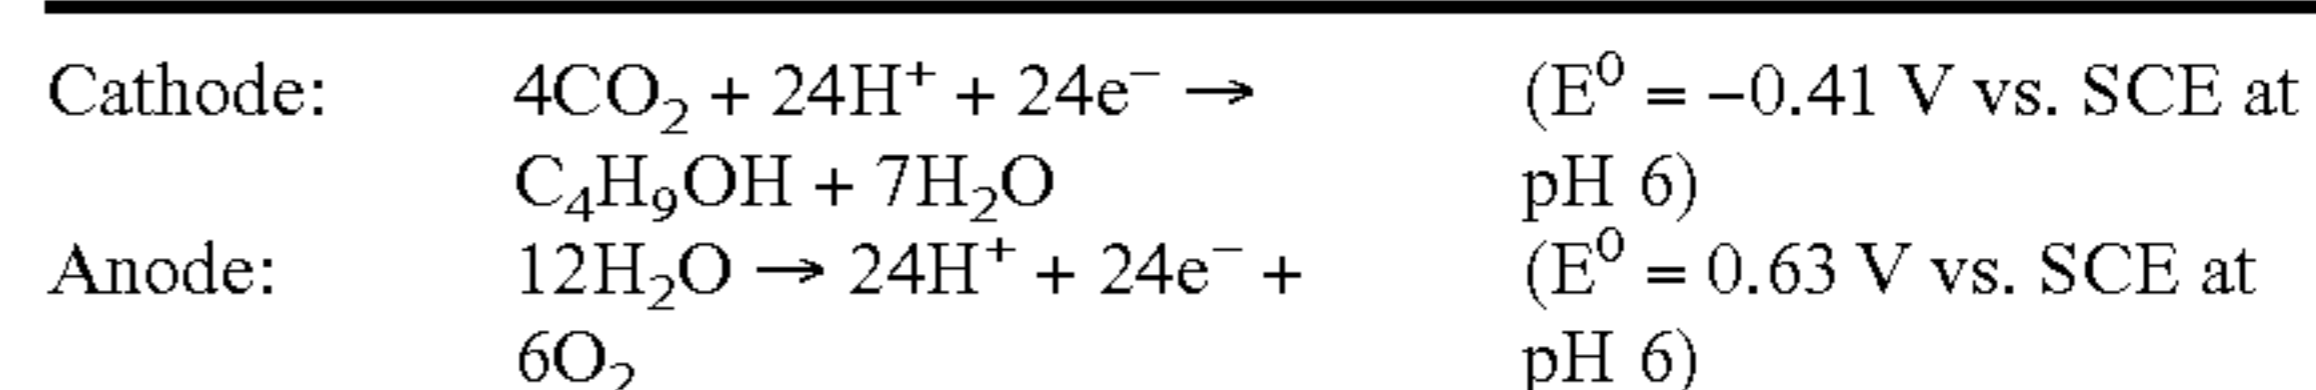 Cathode: 4CO₂ + 24H⁺ + 24e⁻ → (E⁰ = −0.41 V vs. SCE at
C₄H₉OH + 7H₂O pH 6)
Anode: 12H₂O → 24H⁺ + 24e⁻ + (E⁰ = 0.63 V vs. SCE at
6O₂ pH 6)